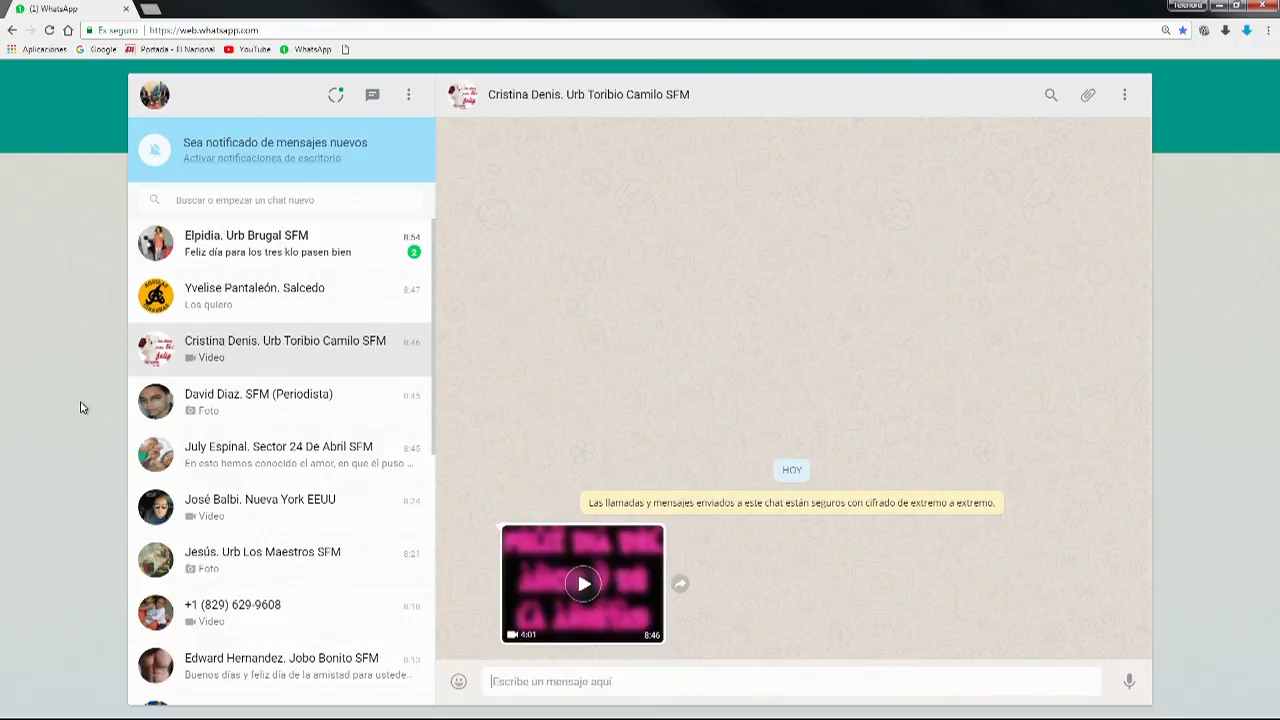 (1) WhatsApp
Telenord
Es seguro
https://web.whatsapp.com
Aplicaciones
Google
Portada - El Nacional
YouTube
WhatsApp
Cristina Denis. Urb Toribio Camilo SFM
Sea notificado de mensajes nuevos
Activar notificaciones de escritorio
Buscar o empezar un chat nuevo
Elpidia. Urb Brugal SFM
8:54
Feliz día para los tres klo pasen bien
2
Yvelise Pantaleón. Salcedo
8:47
Los quiero
Cristina Denis. Urb Toribio Camilo SFM
8:46
Video
David Diaz. SFM (Periodista)
8:45
Foto
July Espinal. Sector 24 De Abril SFM
8:45
En esto hemos conocido el amor, en que él puso ...
José Balbi. Nueva York EEUU
8:24
Video
Jesús. Urb Los Maestros SFM
8:21
Foto
+1 (829) 629-9608
8:18
Video
Edward Hernandez. Jobo Bonito SFM
8:13
Buenos días y feliz día de la amistad para ustede...
HOY
Las llamadas y mensajes enviados a este chat están seguros con cifrado de extremo a extremo.
4:01
8:46
Escribe un mensaje aquí